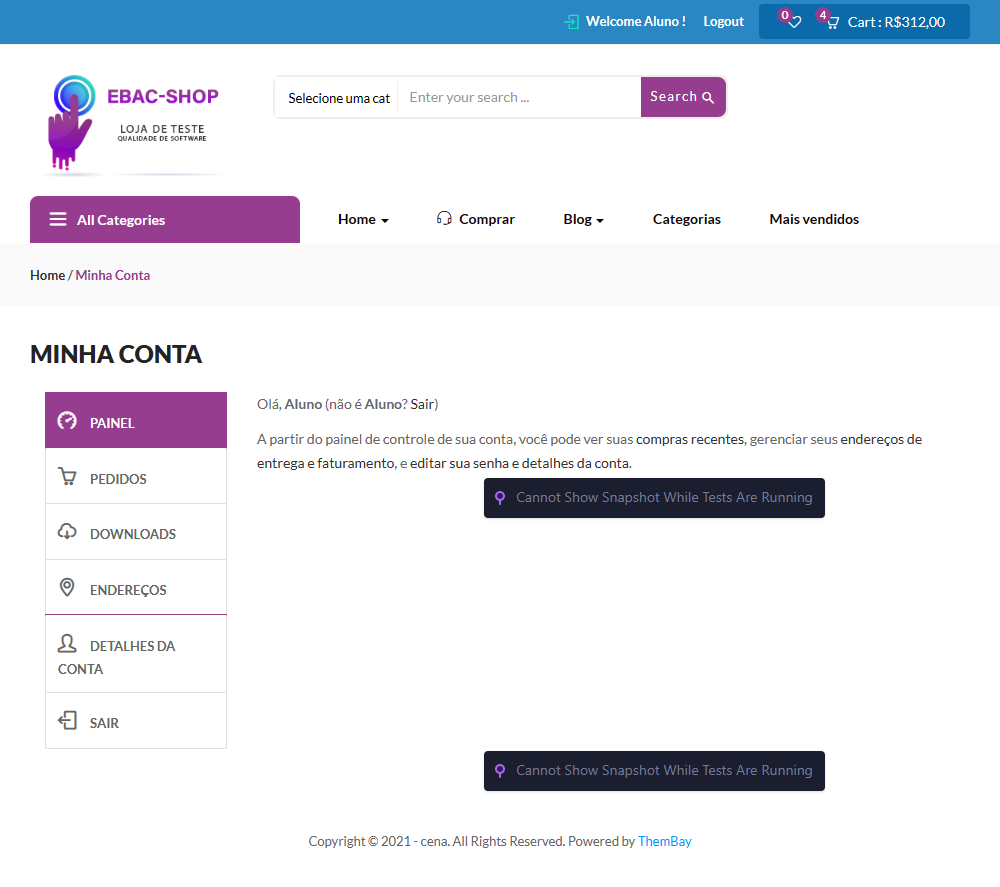 Welcome Aluno ! Logout 0 4 Cart : R$312,00
EBAC-SHOP
LOJA DE TESTE
QUALIDADE DE SOFTWARE
Selecione uma cat Enter your search ... Search
All Categories Home Comprar Blog Categorias Mais vendidos
Home / Minha Conta
MINHA CONTA
PAINEL
PEDIDOS
DOWNLOADS
ENDEREÇOS
DETALHES DA
CONTA
SAIR
Olá, Aluno (não é Aluno? Sair)
A partir do painel de controle de sua conta, você pode ver suas compras recentes, gerenciar seus endereços de
entrega e faturamento, e editar sua senha e detalhes da conta.
Cannot Show Snapshot While Tests Are Running
Cannot Show Snapshot While Tests Are Running
Copyright © 2021 - cena. All Rights Reserved. Powered by ThemBay